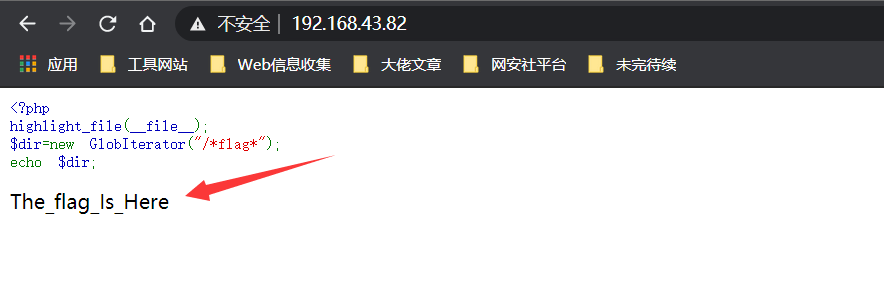 不安全 192.168.43.82
应用 工具网站 Web信息收集 大佬文章 网安社平台 未完待续
<?php
highlight_file(__file__);
$dir=new GlobIterator("/*flag*");
echo $dir;
The_flag_Is_Here